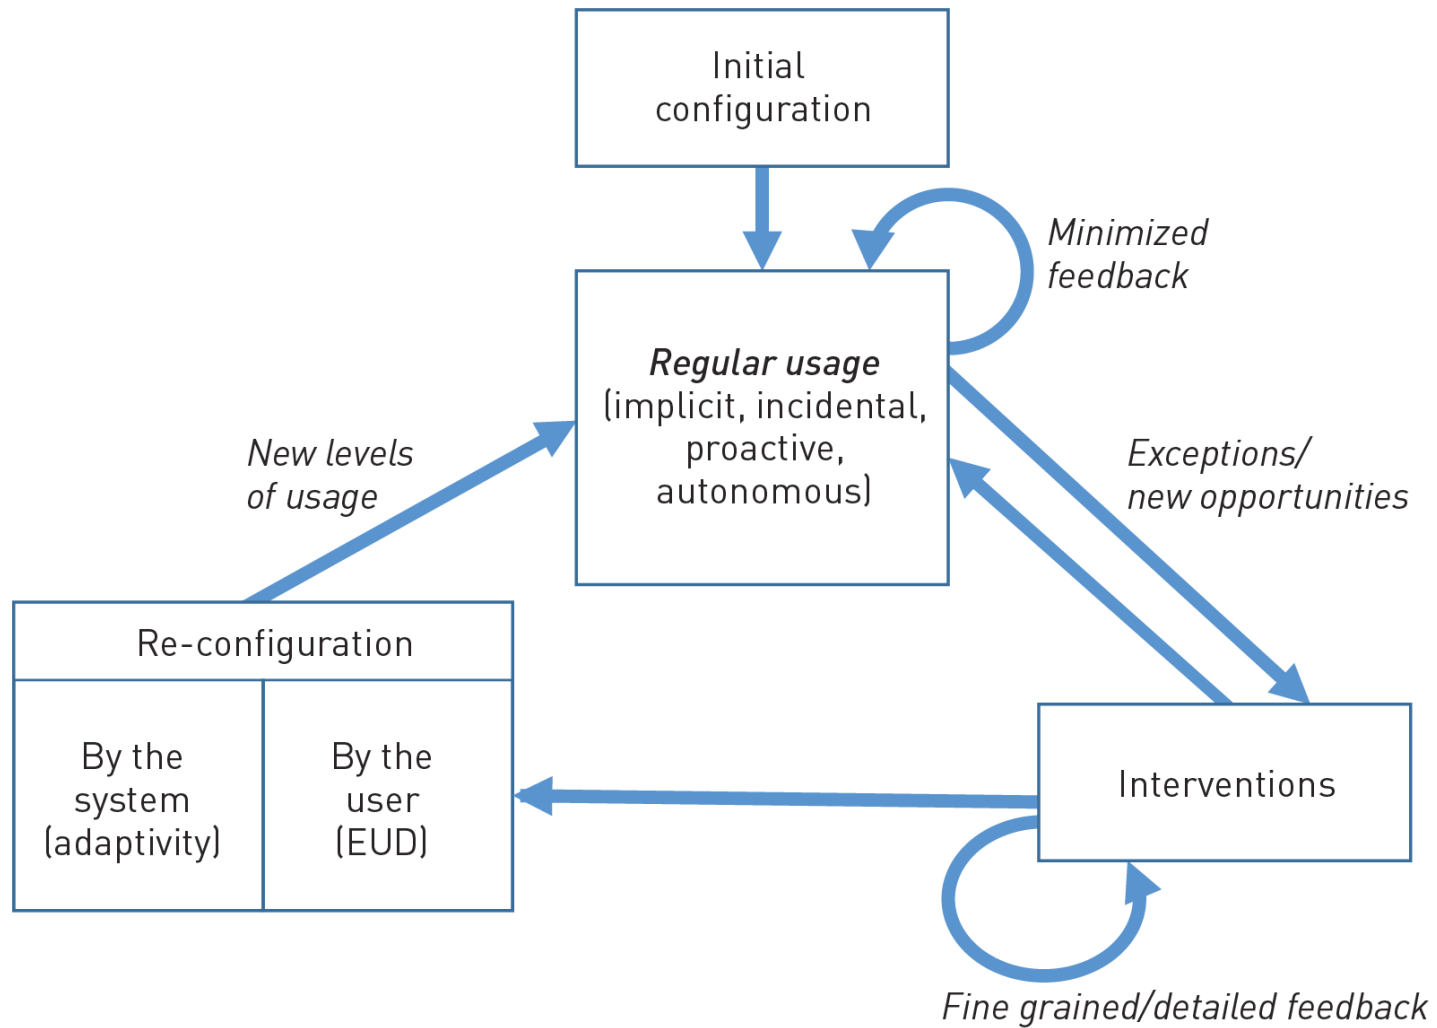 Initial
configuration
Minimized
feedback
Regular usage
(implicit, incidental,
proactive,
autonomous)
New levels
of usage
Exceptions/
new opportunities
Re-configuration
By the
system
(adaptivity)
By the
user
(EUD)
Interventions
Fine grained/detailed feedback